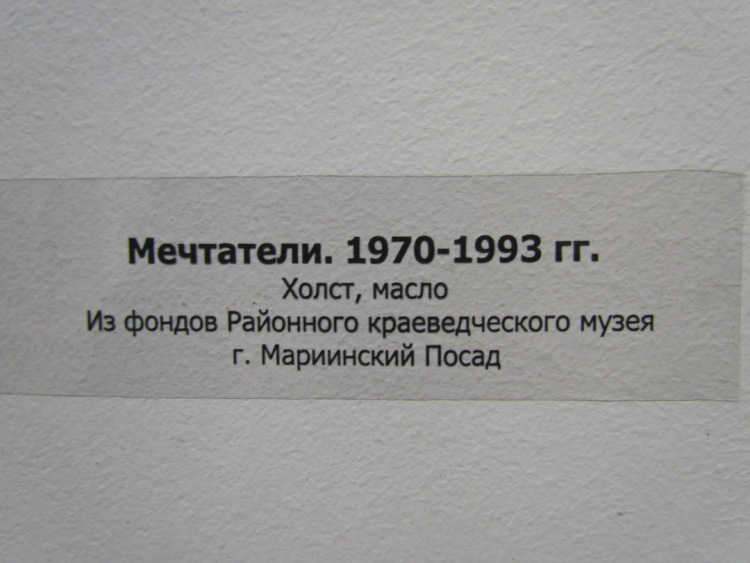 Мечтатели. 1970-1993 гг.
Холст, масло
Из фондов Районного краеведческого музея
г. Мариинский Посад